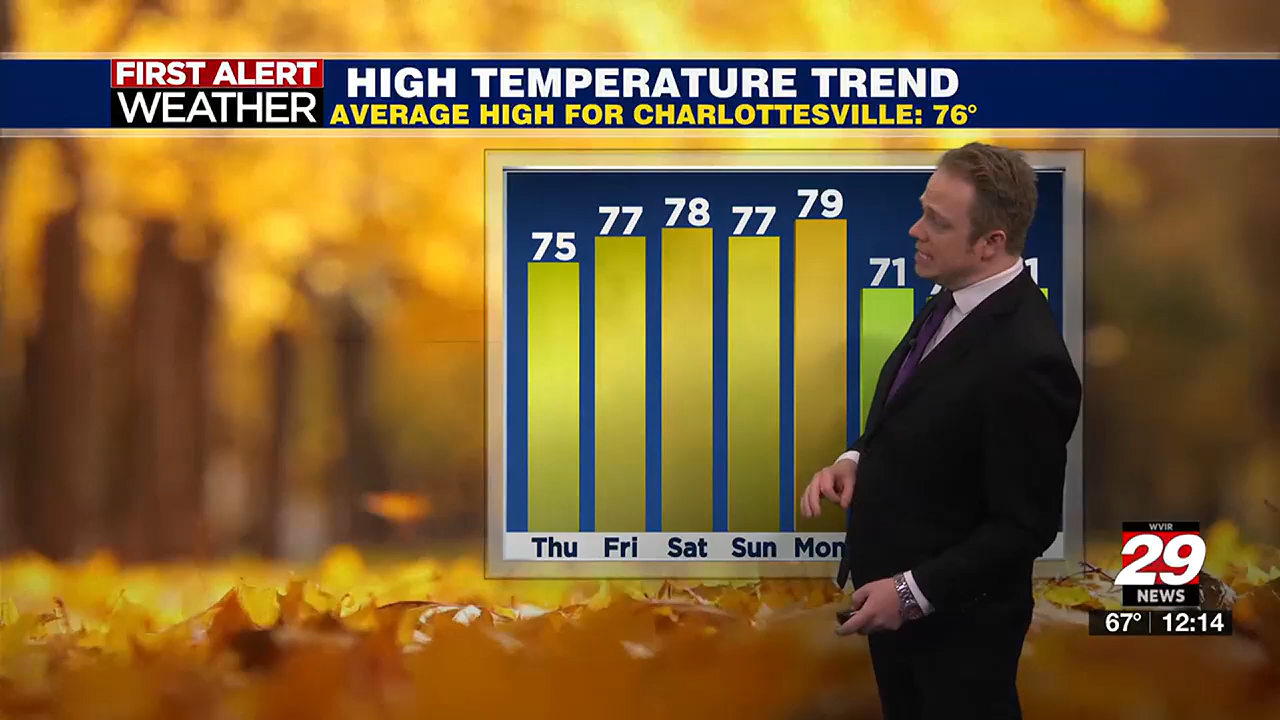 FIRST ALERT
WEATHER
HIGH TEMPERATURE TREND
AVERAGE HIGH FOR CHARLOTTESVILLE: 76°
75 77 78 77 79 71
Thu Fri Sat Sun Mon
WVIR
29
NEWS
67° 12:14